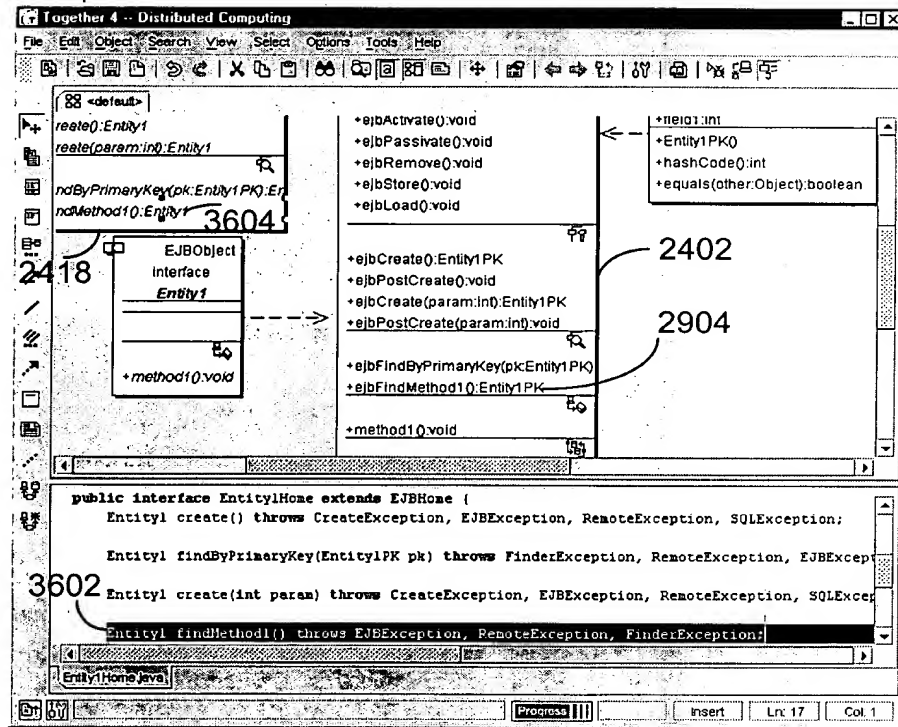 Together 4 -- Distributed Computing
File Edit Object Search View Select Options Tools Help
<default>
reate():Entity1
reate(param:int):Entity1
ndByPrimaryKey(pk:Entity1PK):En
ndMethod1():Entity1
3604
2418
EJBObject
interface
Entity1
+method1():void
+ejbActivate():void
+ejbPassivate():void
+ejbRemove():void
+ejbStore():void
+ejbLoad():void
+ejbCreate():Entity1PK
+ejbPostCreate():void
+ejbCreate(param:int):Entity1PK
+ejbPostCreate(param:int):void
+ejbFindByPrimaryKey(pk:Entity1PK)
+ejbFindMethod1():Entity1PK
+method1():void
+field1:int
+Entity1PK()
+hashCode():int
+equals(other:Object):boolean
2402
2904
public interface Entity1Home extends EJBHome {
Entity1 create() throws CreateException, EJBException, RemoteException, SQLException;
Entity1 findByPrimaryKey(Entity1PK pk) throws FinderException, RemoteException, EJBExcept
Entity1 create(int param) throws CreateException, EJBException, RemoteException, SQLExcep
3602
Entity1 findMethod1() throws EJBException, RemoteException, FinderException;
Entity1Home.java
Progress Insert Ln: 17 Col. 1